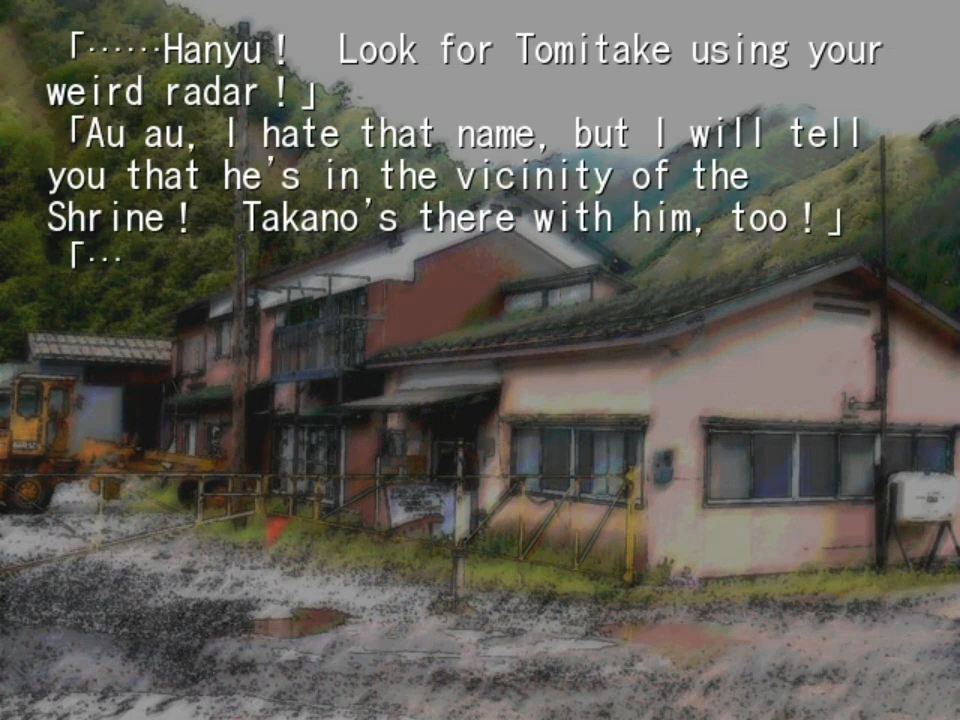 「……Hanyu！ Look for Tomitake using your
weird radar！」
「Au au, I hate that name, but I will tell
you that he's in the vicinity of the
Shrine！ Takano's there with him, too！」
「…